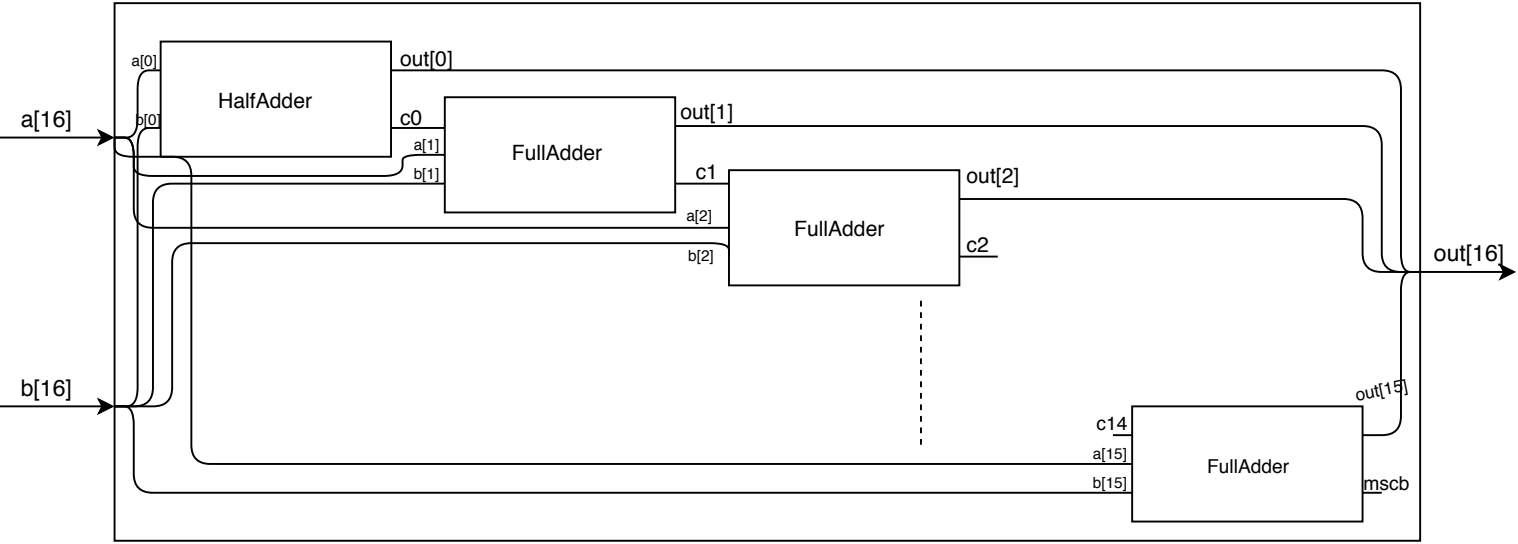 a[16]
a[0]
b[0]
HalfAdder
out[0]
c0
a[1]
b[1]
FullAdder
out[1]
c1
a[2]
b[2]
FullAdder
out[2]
c2
out[16]
b[16]
c14
a[15]
b[15]
FullAdder
out[15]
mscb